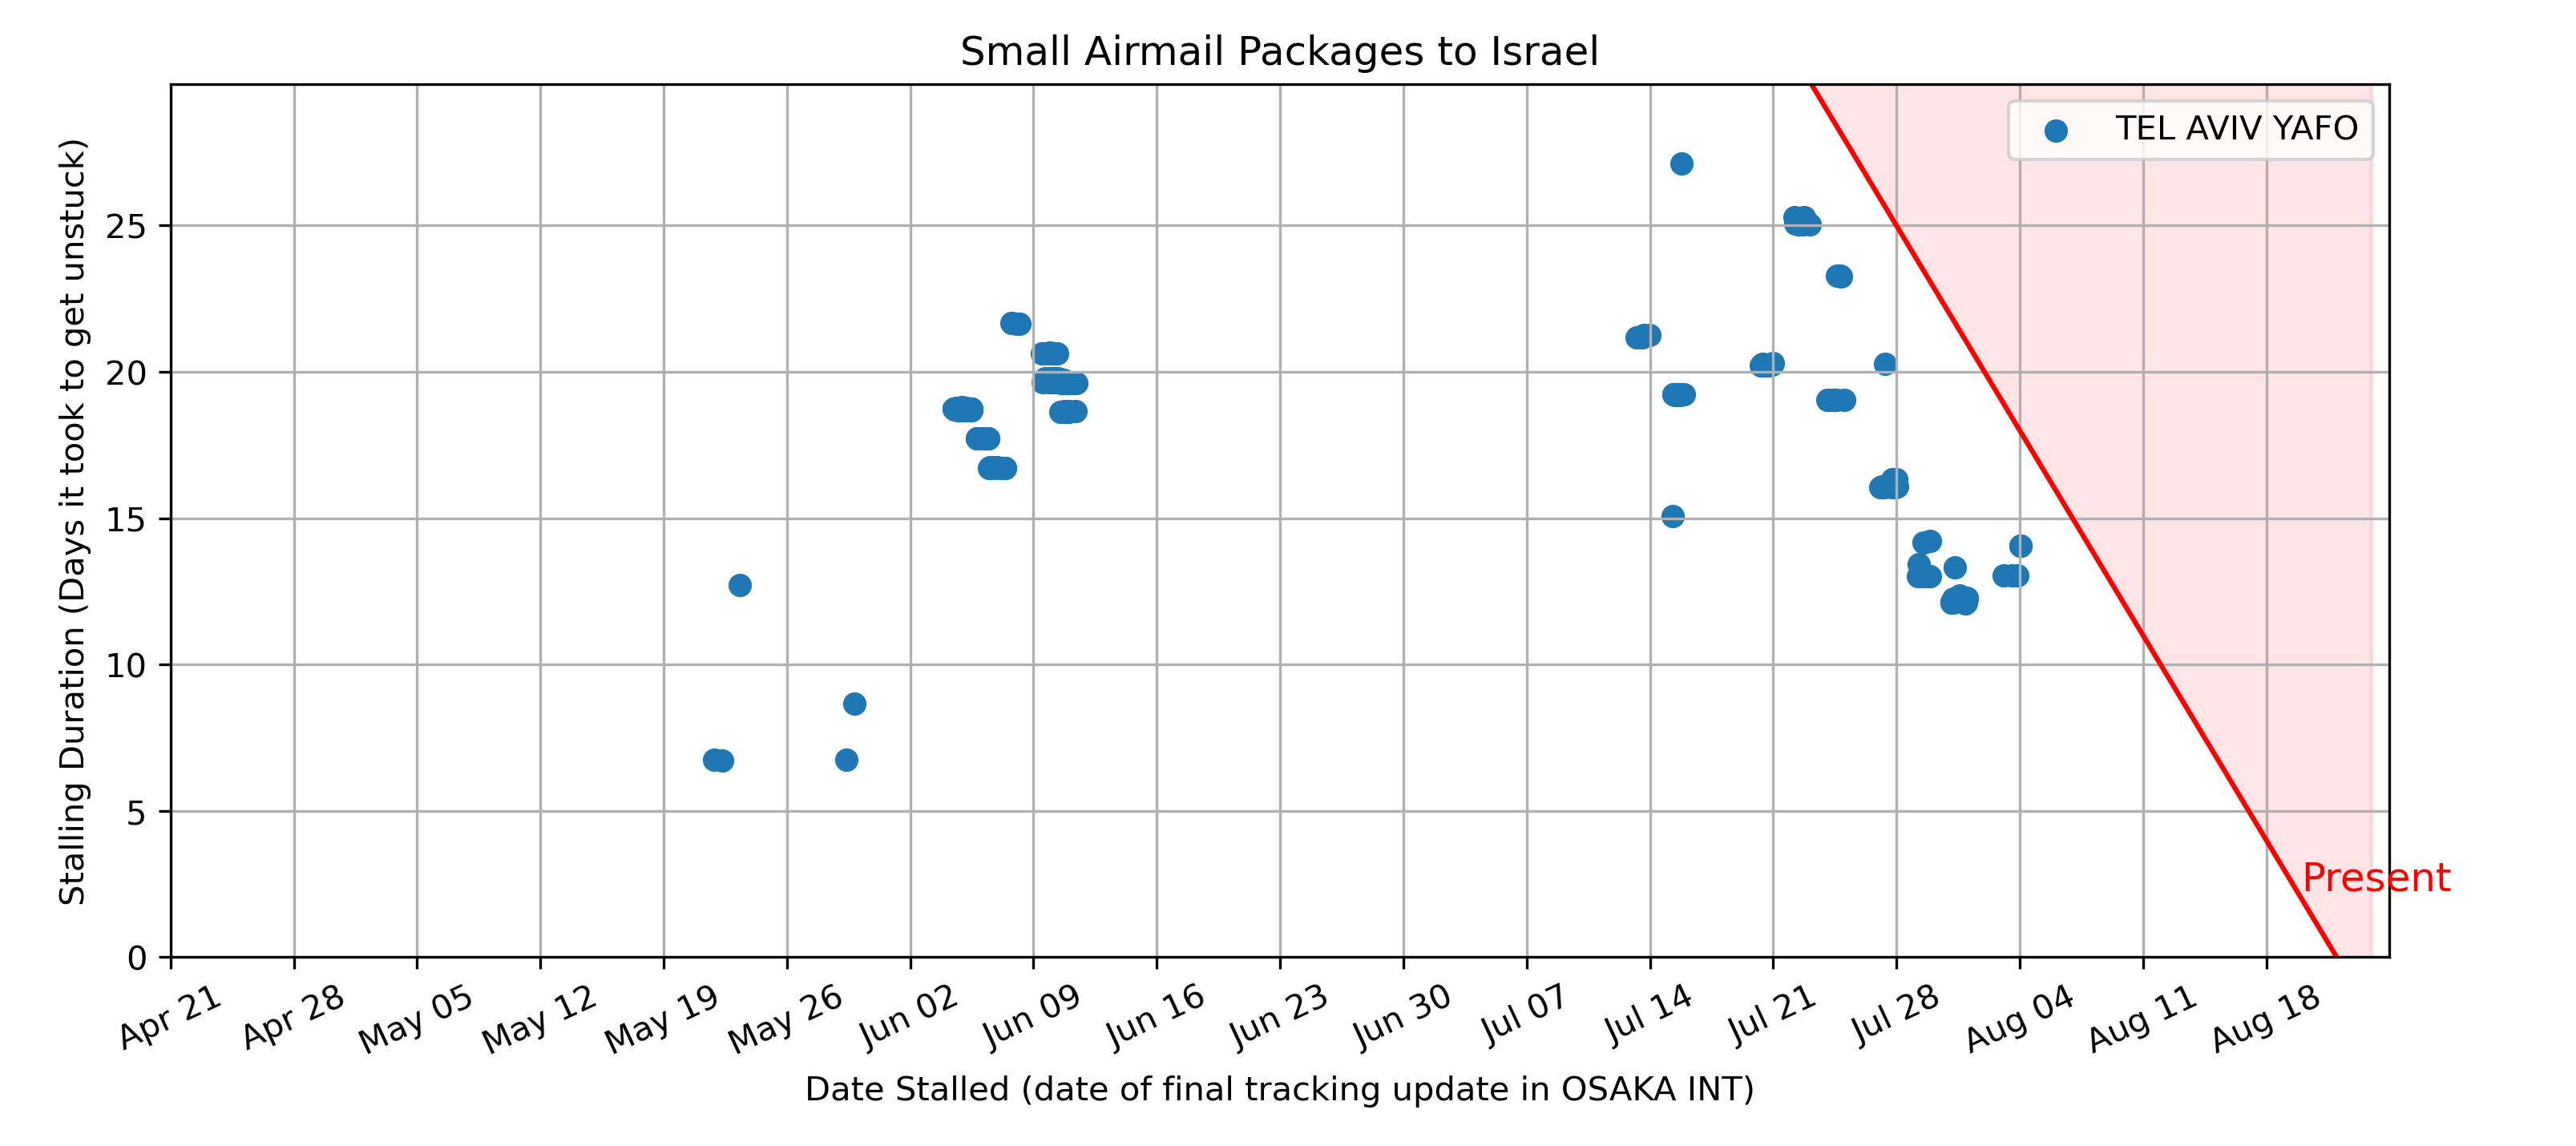 Small Airmail Packages to Israel
TEL AVIV YAFO
Stalling Duration (Days it took to get unstuck)
25
20
15
10
5
0
Present
Apr 21
Apr 28
May 05
May 12
May 19
May 26
Jun 02
Jun 09
Jun 16
Jun 23
Jun 30
Jul 07
Jul 14
Jul 21
Jul 28
Aug 04
Aug 11
Aug 18
Date Stalled (date of final tracking update in OSAKA INT)